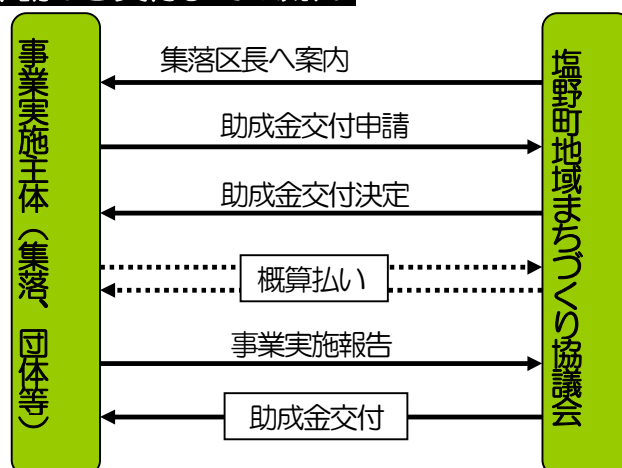 事業実施主体（集落、団体等）
塩野町地域まちづくり協議会
集落区長へ案内
助成金交付申請
助成金交付決定
概算払い
事業実施報告
助成金交付